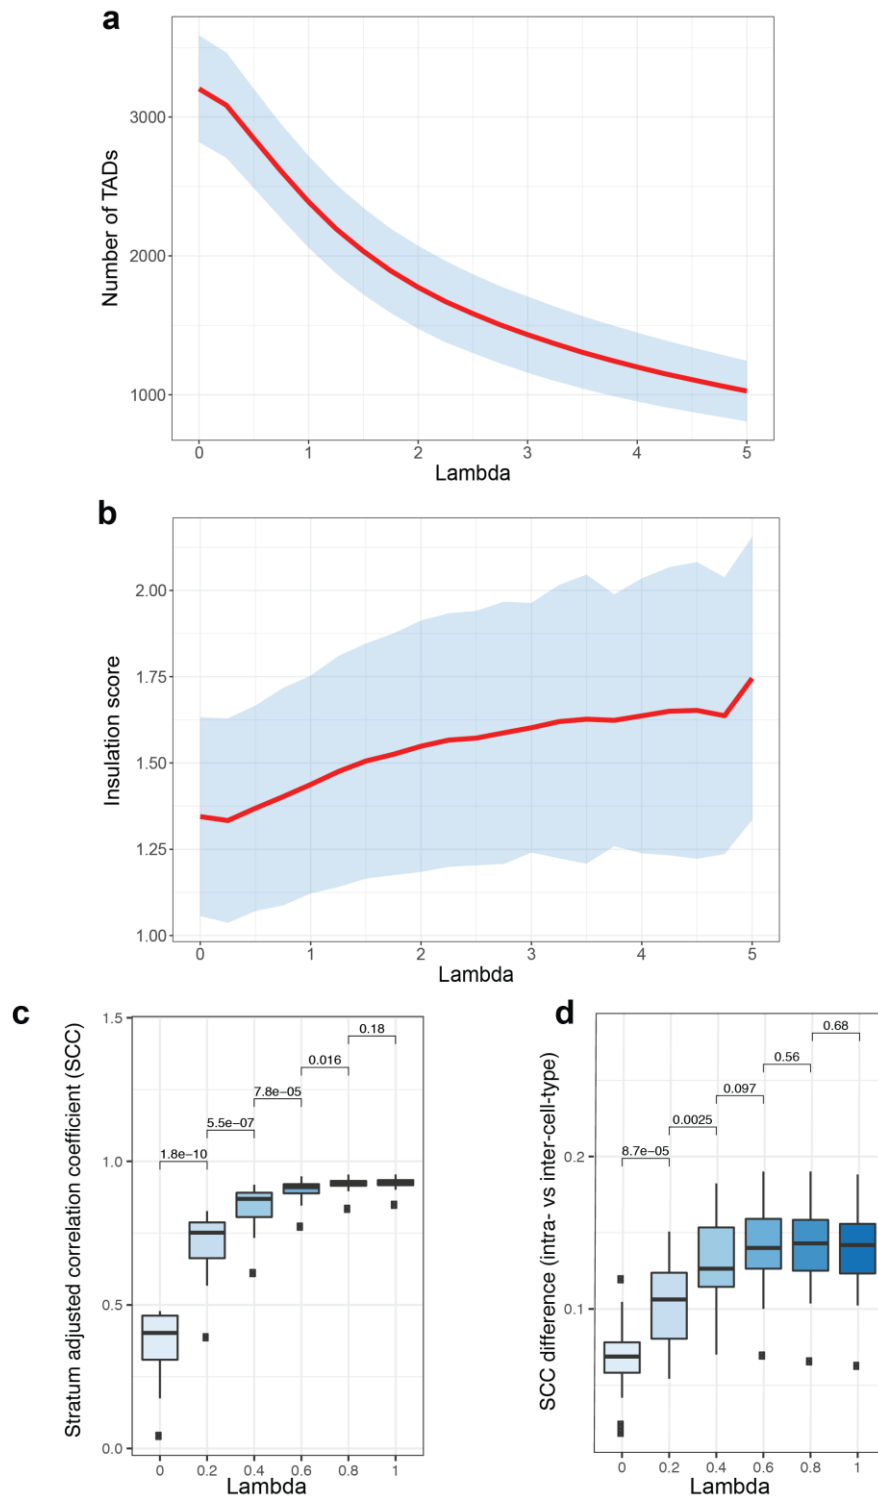 a
Number of TADs
3000
2000
1000
0 1 2 3 4 5
Lambda
b
Insulation score
2.00
1.75
1.50
1.25
1.00
0 1 2 3 4 5
Lambda
c
Stratum adjusted correlation coefficient (SCC)
1.5
1.0
0.5
0.0
0.18
0.016
7.8e−05
5.5e−07
1.8e−10
0 0.2 0.4 0.6 0.8 1
Lambda
d
SCC difference (intra- vs inter-cell-type)
0.2
0.1
0.68
0.56
0.097
0.0025
8.7e−05
0 0.2 0.4 0.6 0.8 1
Lambda